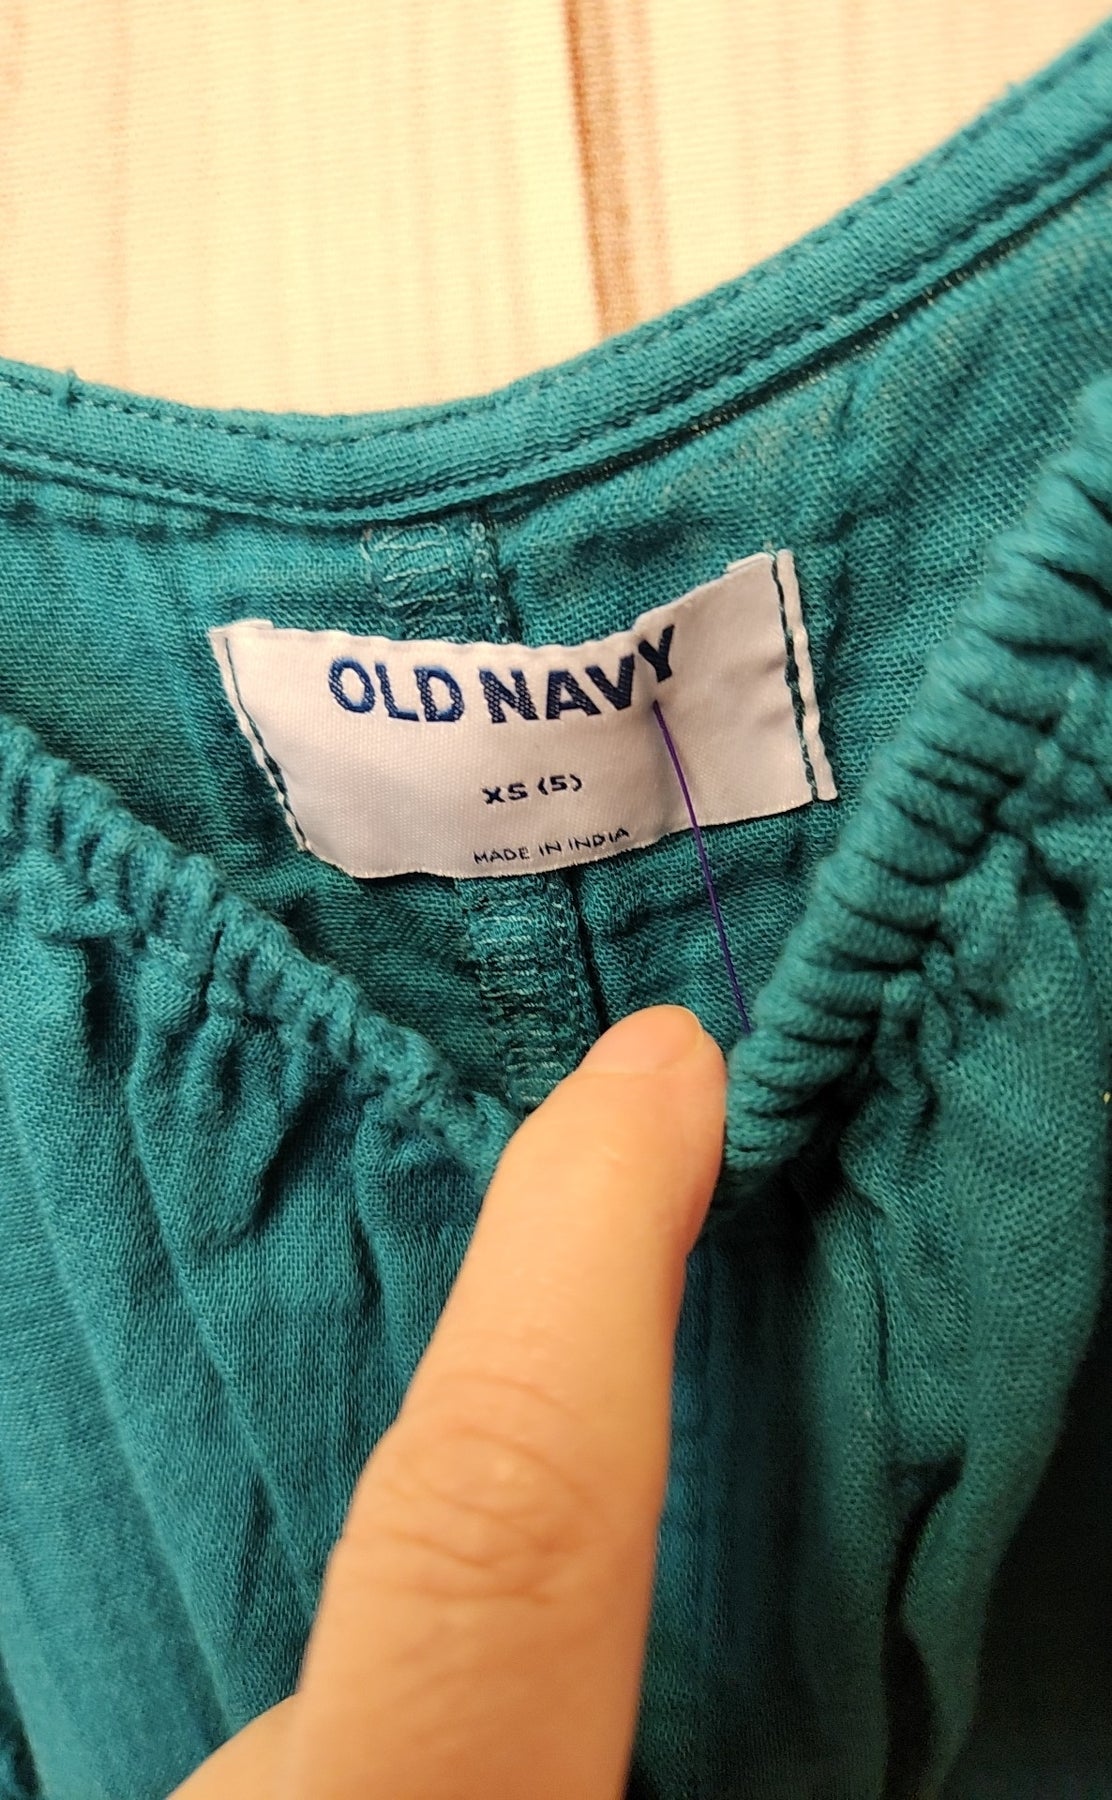 OLD NAVY
XS (5)
MADE IN INDIA